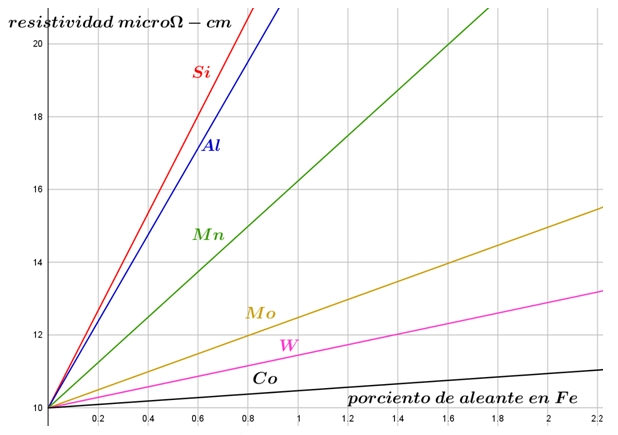 resistividad microΩ − cm
20
Si
18
Al
16
Mn
14
Mo
12
W
Co
porciento de aleante en Fe
10
0.2 0.4 0.6 0.8 1 1.2 1.4 1.6 1.8 2 2.2